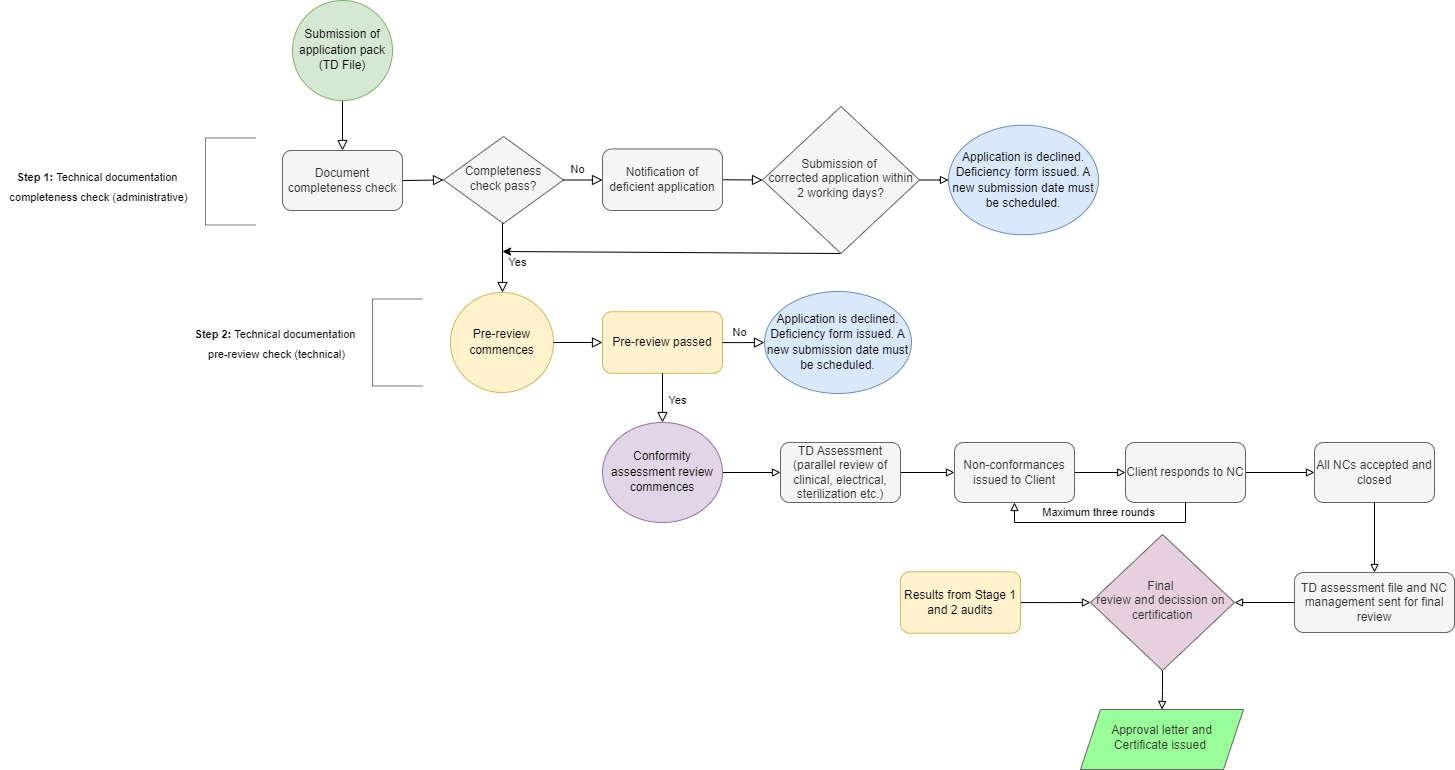 Submission of
application pack
(TD File)
Step 1: Technical documentation
completeness check (administrative)
Document
completeness check
Completeness
check pass?
No
Notification of
deficient application
Submission of
corrected application within
2 working days?
Application is declined.
Deficiency form issued. A
new submission date must
be scheduled.
Yes
Step 2: Technical documentation
pre-review check (technical)
Pre-review
commences
Pre-review passed
No
Application is declined.
Deficiency form issued. A
new submission date must
be scheduled.
Yes
Conformity
assessment review
commences
TD Assessment
(parallel review of
clinical, electrical,
sterilization etc.)
Non-conformances
issued to Client
Client responds to NC
All NCs accepted and
closed
Maximum three rounds
Results from Stage 1
and 2 audits
Final
review and decission on
certification
TD assessment file and NC
management sent for final
review
Approval letter and
Certificate issued